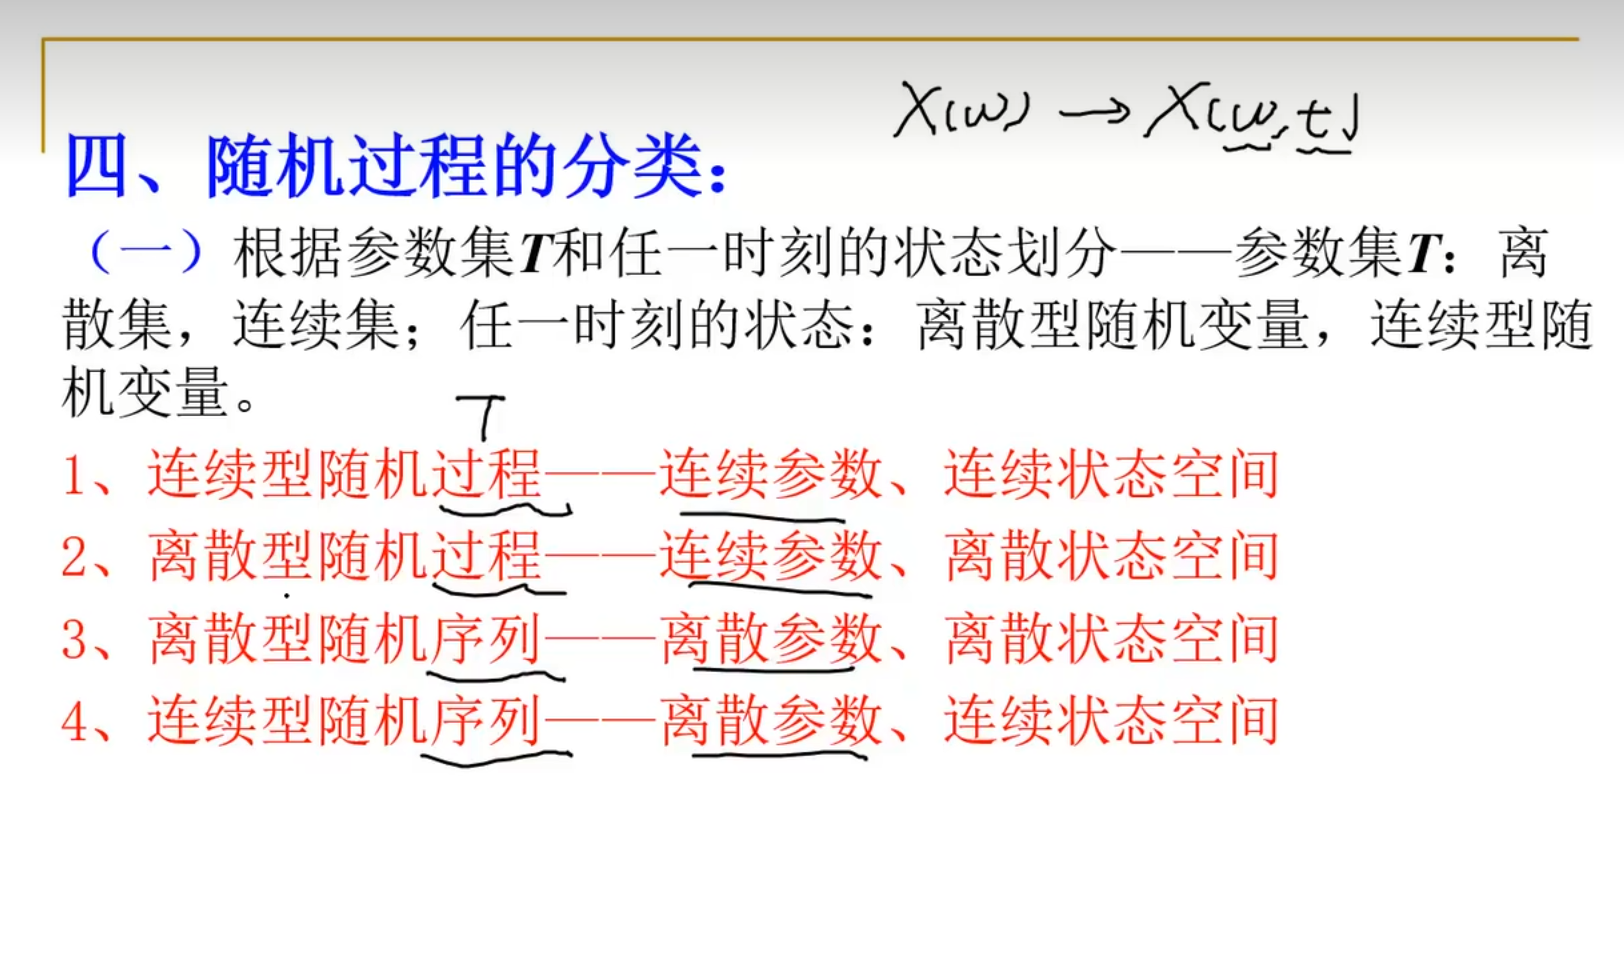 X(ω) → X(ω,t)
四、随机过程的分类：
（一）根据参数集T和任一时刻的状态划分——参数集T：离
散集，连续集；任一时刻的状态：离散型随机变量，连续型随
机变量。
T
1、连续型随机过程——连续参数、连续状态空间
2、离散型随机过程——连续参数、离散状态空间
3、离散型随机序列——离散参数、离散状态空间
4、连续型随机序列——离散参数、连续状态空间